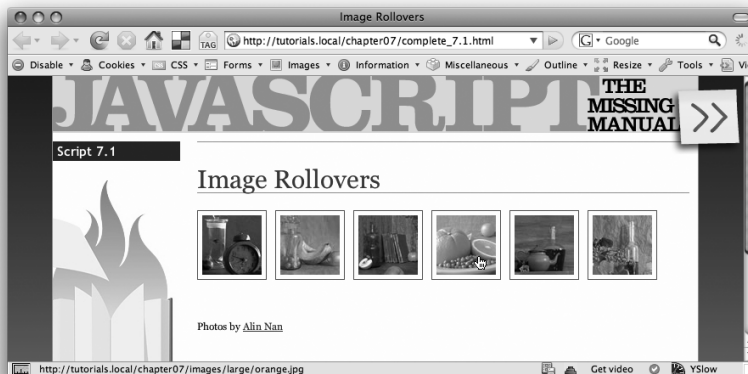 Image Rollovers
TAG
http://tutorials.local/chapter07/complete_7.1.html
G Google
Disable Cookies CSS Forms Images Information Miscellaneous Outline Resize Tools Vi
JAVASCRIPT
THE
MISSING
MANUAL
Script 7.1
Image Rollovers
Photos by Alin Nan
http://tutorials.local/chapter07/images/large/orange.jpg
Get video
YSlow